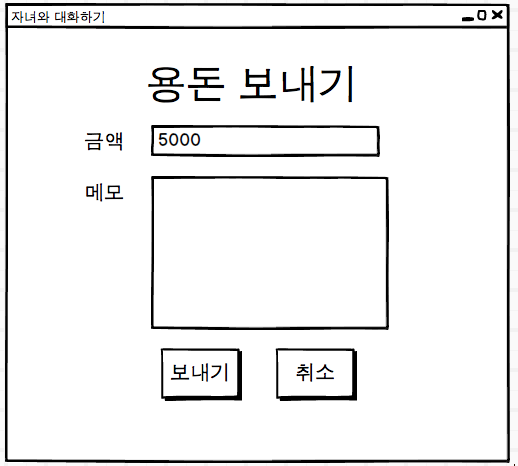 자녀와 대화하기
용돈 보내기
금액 5000
메모
보내기 취소